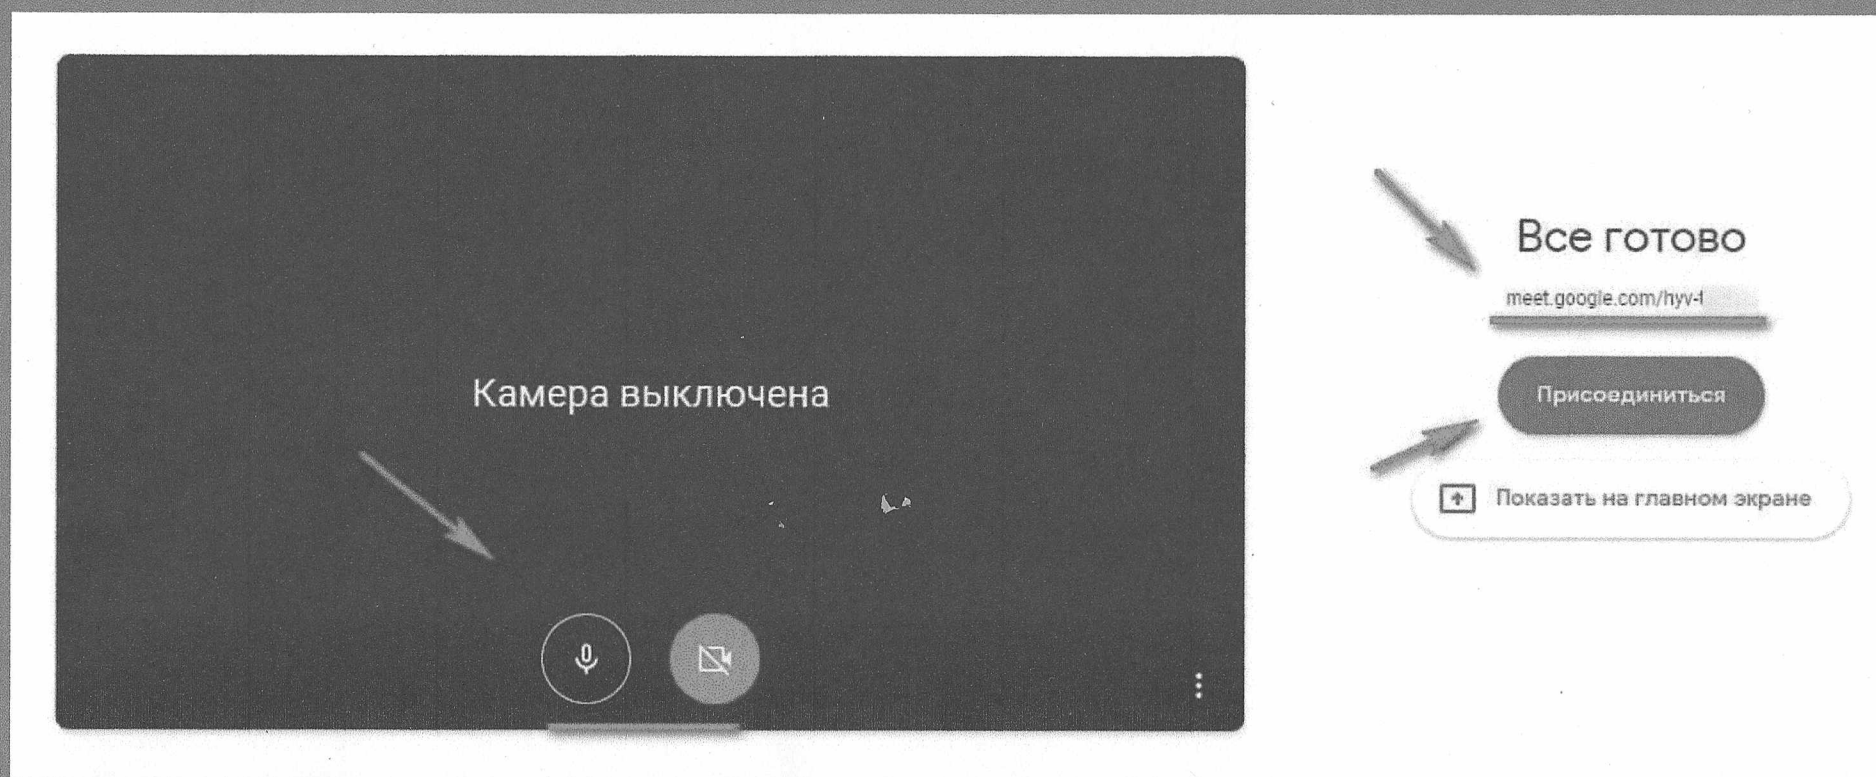 Камера выключена
Все готово
meet.google.com/hyv-
Присоединиться
Показать на главном экране